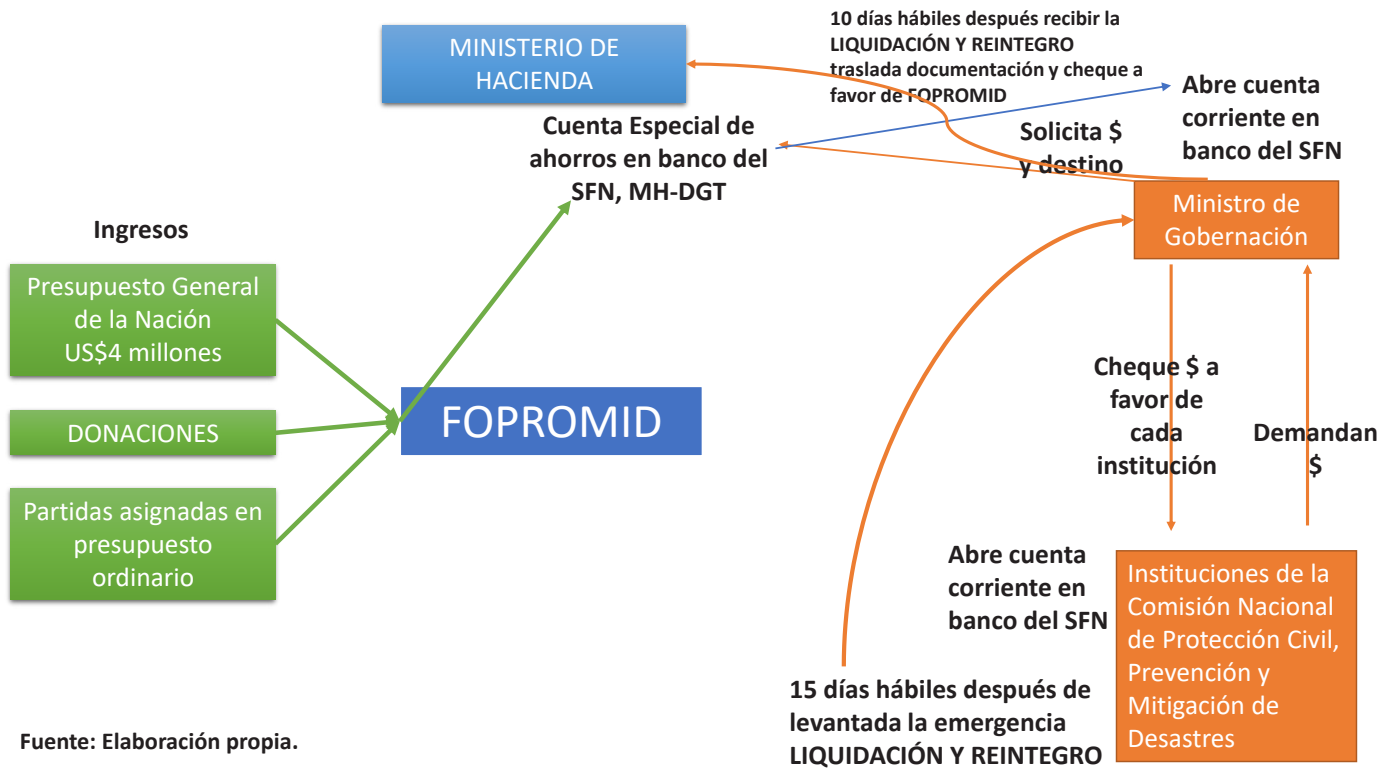 10 días hábiles después recibir la
LIQUIDACIÓN Y REINTEGRO
traslada documentación y cheque a
favor de FOPROMID
MINISTERIO DE
HACIENDA
Abre cuenta
corriente en
banco del SFN
Cuenta Especial de
ahorros en banco del
SFN, MH-DGT
Solicita $
y destino
Ministro de
Gobernación
Ingresos
Presupuesto General
de la Nación
US$4 millones
DONACIONES
Partidas asignadas en
presupuesto
ordinario
FOPROMID
Cheque $ a
favor de
cada
institución
Demandan
$
Abre cuenta
corriente en
banco del SFN
Instituciones de la
Comisión Nacional
de Protección Civil,
Prevención y
Mitigación de
Desastres
15 días hábiles después de
levantada la emergencia
LIQUIDACIÓN Y REINTEGRO
Fuente: Elaboración propia.